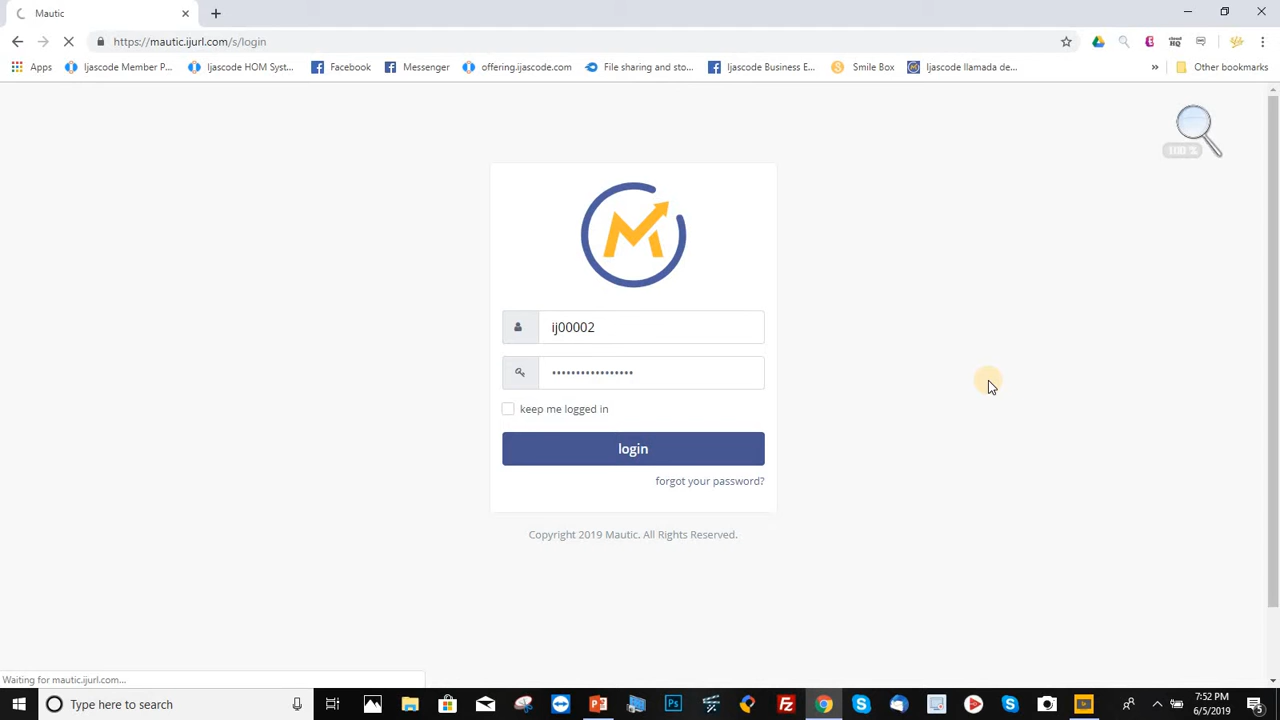 Mautic
https://mautic.ijurl.com/s/login
Apps
Ijascode Member P...
Ijascode HOM Syst...
Facebook
Messenger
offering.ijascode.com
File sharing and sto...
Ijascode Business E...
Smile Box
Ijascode llamada de...
»
Other bookmarks
100 %
ij00002
keep me logged in
login
forgot your password?
Copyright 2019 Mautic. All Rights Reserved.
Waiting for mautic.ijurl.com...
Type here to search
7:52 PM
6/5/2019